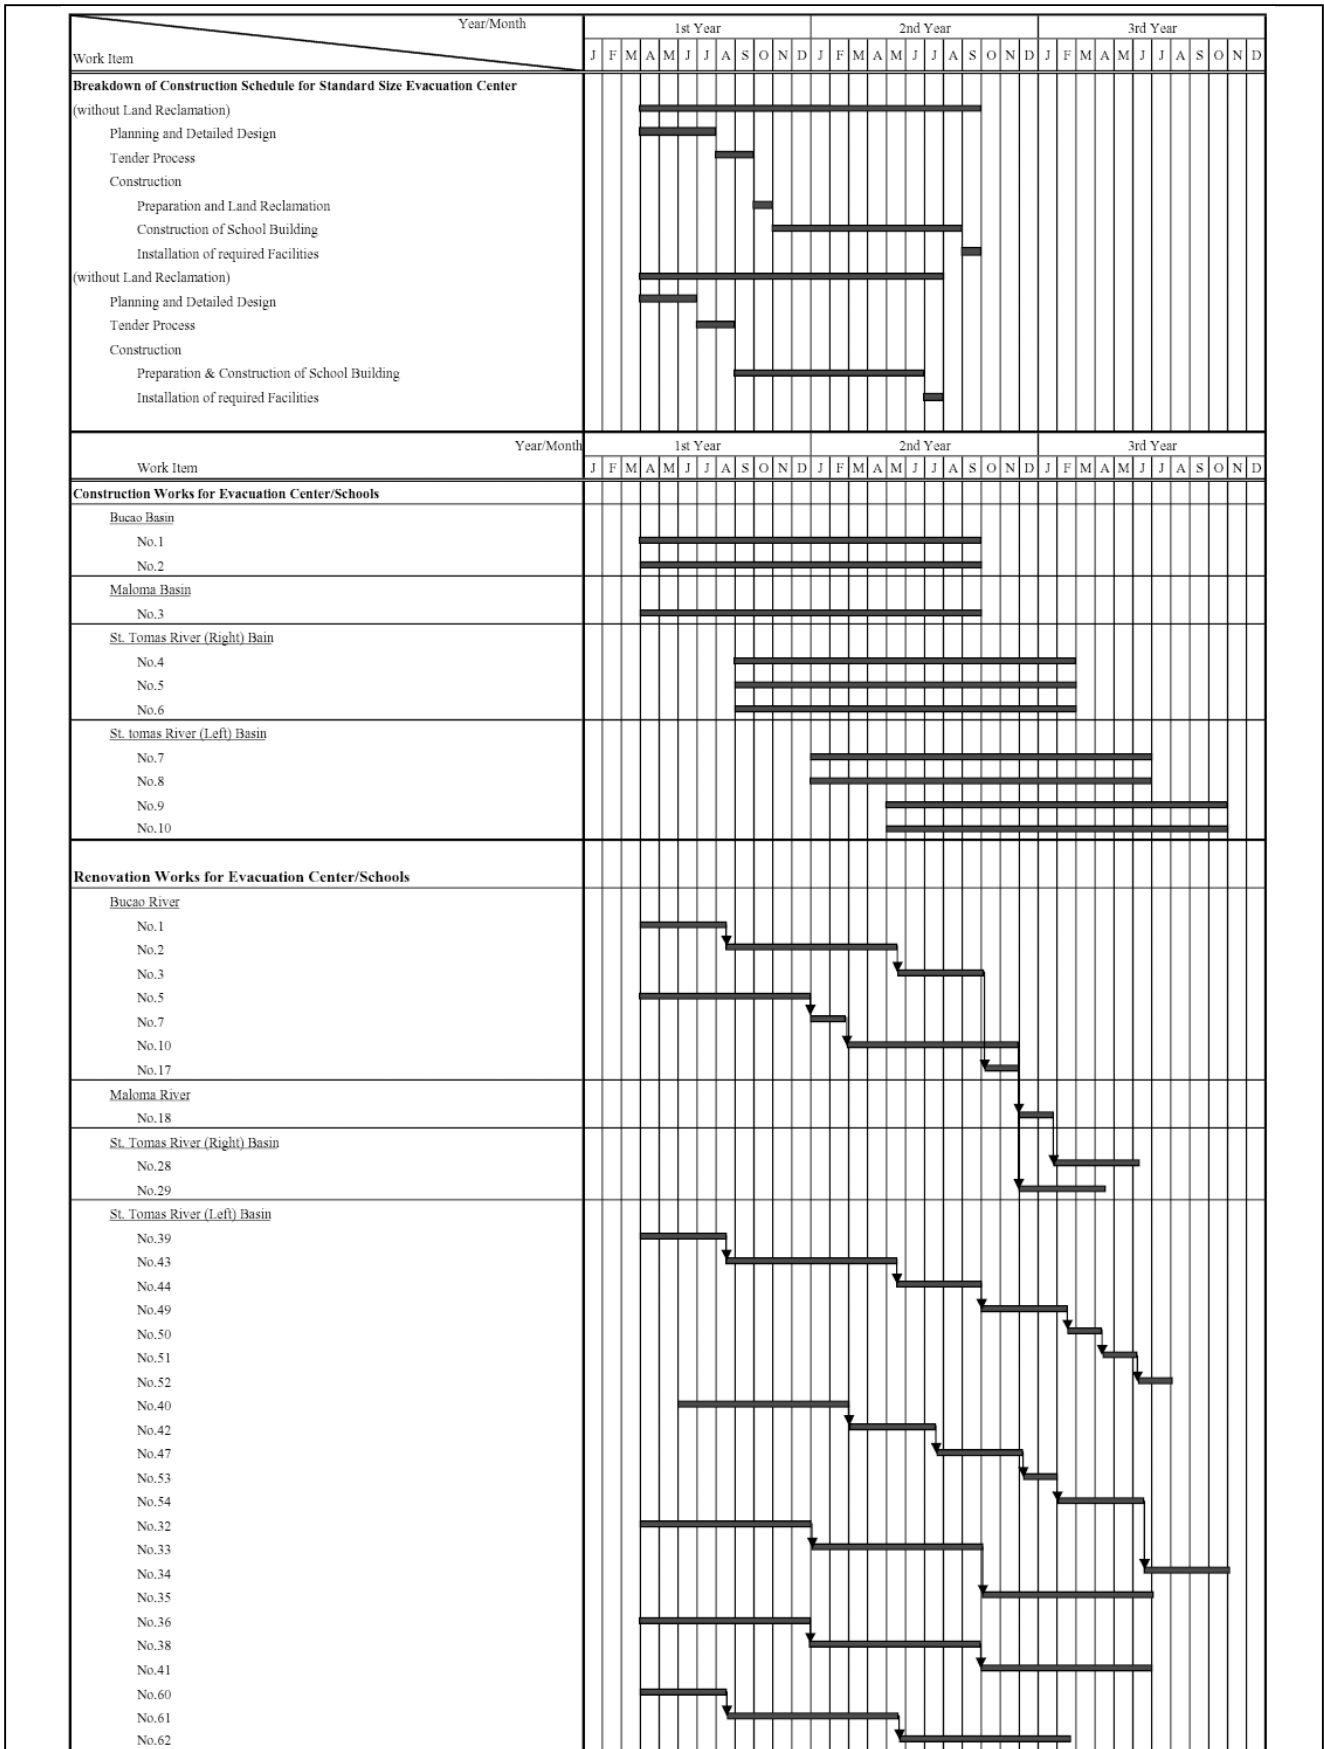 Year/Month
1st Year 2nd Year 3rd Year
Work Item
J F M A M J J A S O N D J F M A M J J A S O N D J F M A M J J A S O N D
Breakdown of Construction Schedule for Standard Size Evacuation Center
(without Land Reclamation)
Planning and Detailed Design
Tender Process
Construction
Preparation and Land Reclamation
Construction of School Building
Installation of required Facilities
(without Land Reclamation)
Planning and Detailed Design
Tender Process
Construction
Preparation & Construction of School Building
Installation of required Facilities
Year/Month 1st Year 2nd Year 3rd Year
Work Item J F M A M J J A S O N D J F M A M J J A S O N D J F M A M J J A S O N D
Construction Works for Evacuation Center/Schools
Bucao Basin
No.1
No.2
Maloma Basin
No.3
St. Tomas River (Right) Bain
No.4
No.5
No.6
St. tomas River (Left) Basin
No.7
No.8
No.9
No.10
Renovation Works for Evacuation Center/Schools
Bucao River
No.1
No.2
No.3
No.5
No.7
No.10
No.17
Maloma River
No.18
St. Tomas River (Right) Basin
No.28
No.29
St. Tomas River (Left) Basin
No.39
No.43
No.44
No.49
No.50
No.51
No.52
No.40
No.42
No.47
No.53
No.54
No.32
No.33
No.34
No.35
No.36
No.38
No.41
No.60
No.61
No.62